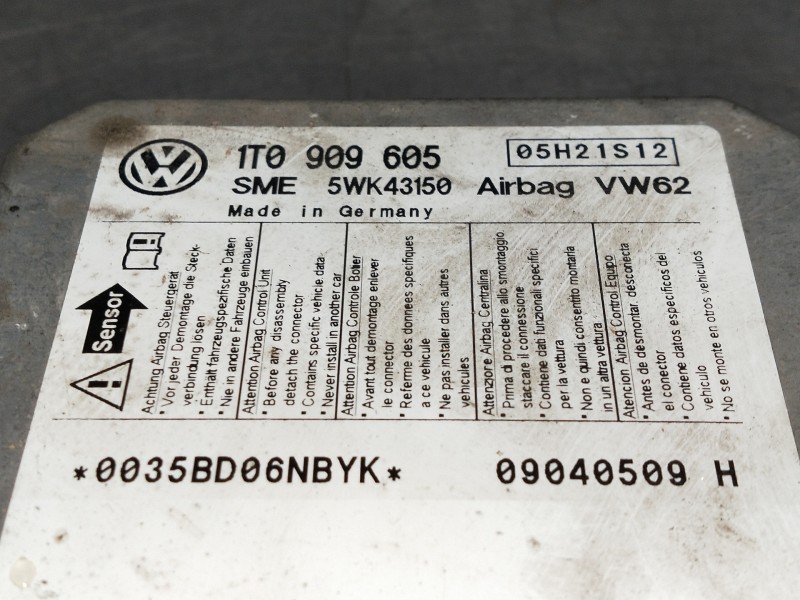 VW
1T0 909 605
05H21S12
SME 5WK43150 Airbag VW62
Made in Germany
Sensor
Achtung Airbag Steuergerät
• Vor jeder Demontage die Steck-
verbindung lösen
• Enthält fahrzeugspezifische Daten
• Nie in andere Fahrzeuge einbauen
Attention Airbag Control Unit
• Before any disassembly
detach the connector
• Contains specific vehicle data
• Never install in another car
Attention Airbag Controle Boîter
• Avant tout demontage enlever
le connector
• Referme des donnees specifiques
a ce vehicule
• Ne pas installer dans autres
vehicules
Attenzione Airbag Centralina
• Prima di procedere allo smontaggio
staccare il connessione
• Contiene dati funzionali specifici
per la vettura
• Non e quindi consentito montarla
in un altra vettura
Atencion Airbag Control Equipo
• Antes de desmontar, desconecta
el conector
• Contiene datos especificos del
vehiculo
• No se monte en otros vehiculos
*0035BD06NBYK*
09040509 H